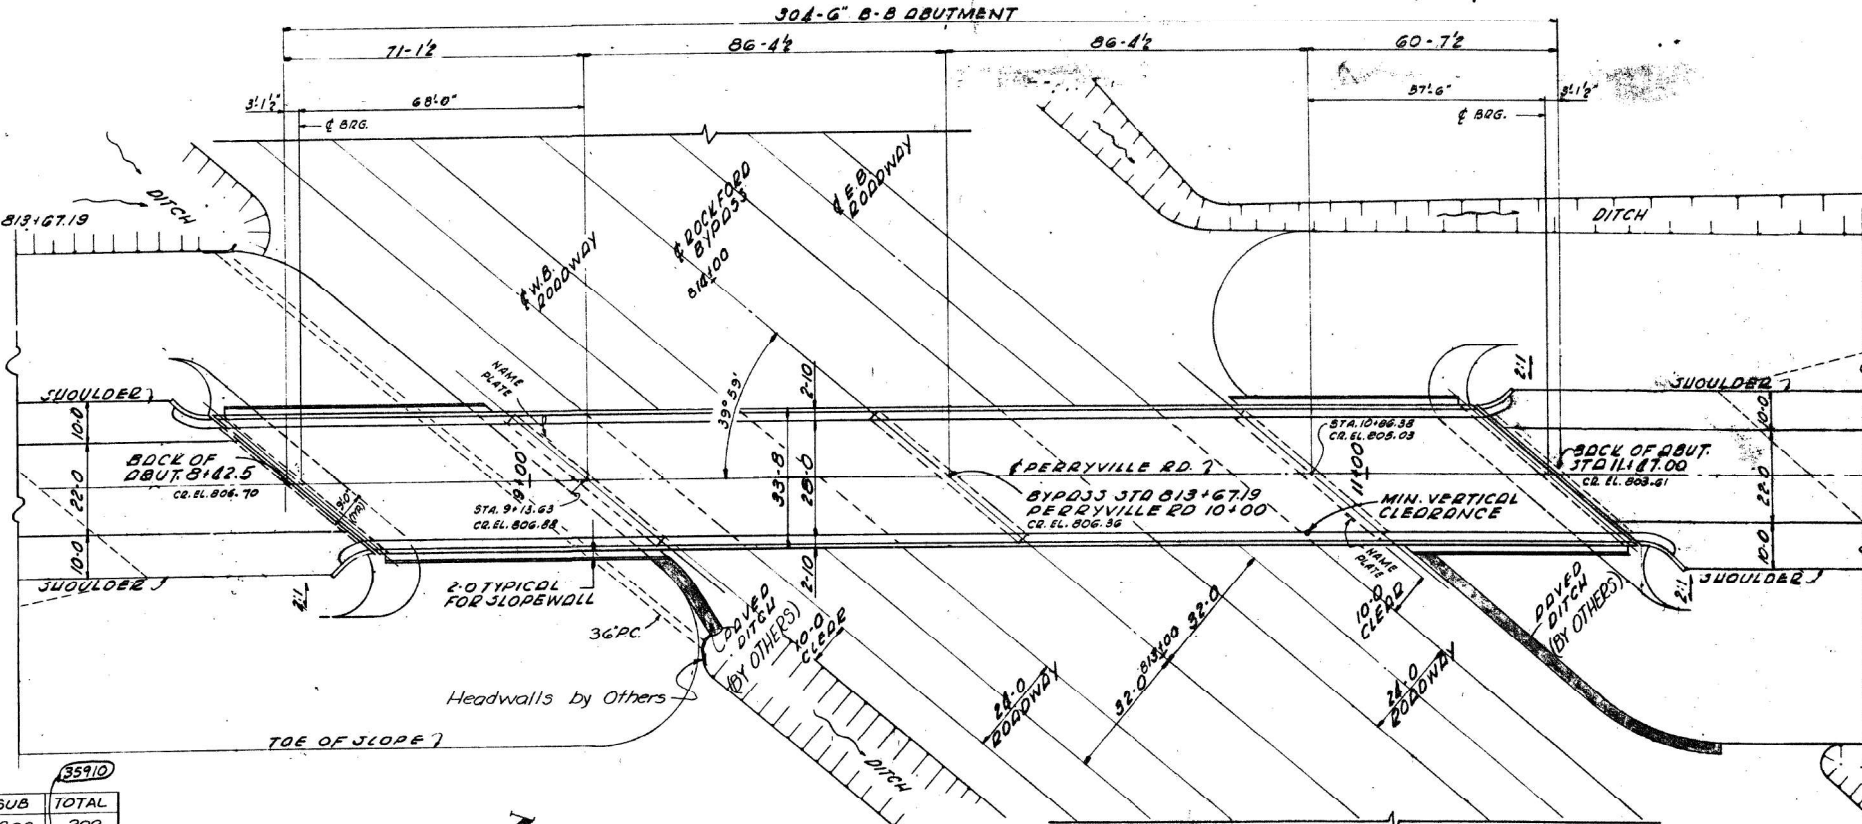 304-6" B-B ABUTMENT
71-1½
86-4½
86-4½
60-7½
3'-1½"
68'-0"
57'-6"
3'-1½"
℄ BRG.
℄ BRG.
DITCH
813+67.19
℄ W.B.
ROADWAY
℄ ROCKFORD
BYPASS
814+00
℄ E.B.
ROADWAY
DITCH
NAME
PLATE
39° 59'
2-10
2:1
SHOULDER
SHOULDER
10-0
22-0
10-0
BACK OF
ABUT. 8+42.5
CR. EL. 806.70
9+00
STA. 9+13.63
CR. EL. 806.88
33-8
28-0
2-10
℄ PERRYVILLE RD.
BYPASS STA 813+67.19
PERRYVILLE RD 10+00
CR. EL. 806.36
STA. 10+86.38
CR. EL. 805.03
11+00
MIN. VERTICAL
CLEARANCE
NAME
PLATE
BACK OF ABUT.
STA 11+47.00
CR. EL. 803.61
10-0
22-0
10-0
SHOULDER
2:1
2-0 TYPICAL
FOR SLOPEWALL
36" P.C.
PAVED
DITCH
(BY OTHERS)
10-0
CLEAR
Headwalls by Others
TOE OF SLOPE
DITCH
24-0
ROADWAY
32-0
813+00
32-0
10-0
CLEAR
24-0
ROADWAY
PAVED
DITCH
(BY OTHERS)
2:1
SHOULDER
35910
SUB
TOTAL